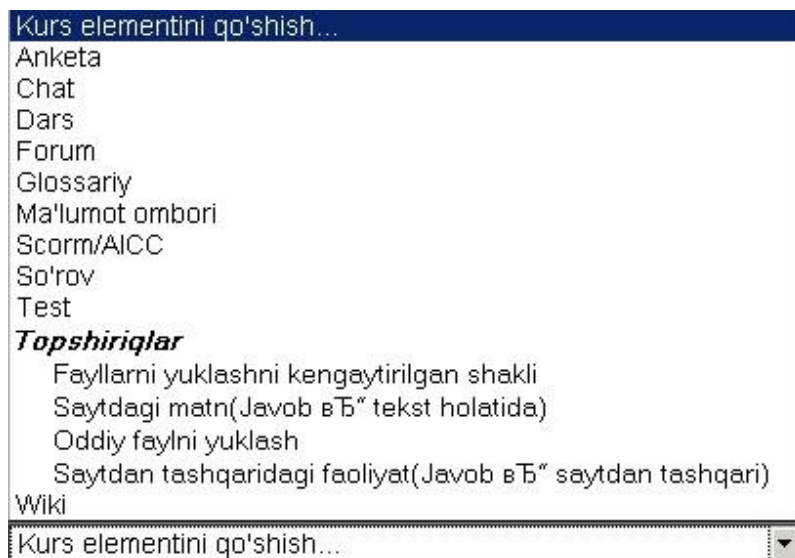 Kurs elementini qo'shish...
Anketa
Chat
Dars
Forum
Glossariy
Ma'lumot ombori
Scorm/AICC
So'rov
Test
Topshiriqlar
Fayllarni yuklashni kengaytirilgan shakli
Saytdagi matn(Javob вЂ“ tekst holatida)
Oddiy faylni yuklash
Saytdan tashqaridagi faoliyat(Javob вЂ“ saytdan tashqari)
Wiki
Kurs elementini qo'shish...